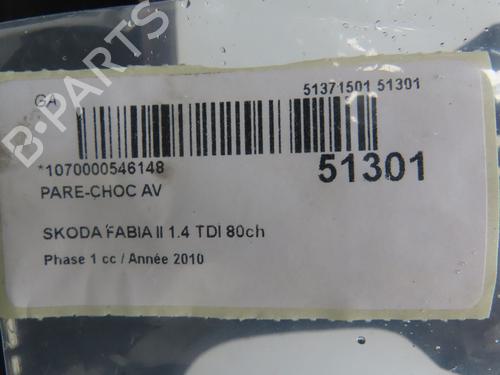 GA
51371501 51301
*1070000546148
51301
PARE-CHOC AV
SKODA FABIA II 1.4 TDI 80ch
Phase 1 cc / Année 2010
B-PARTS